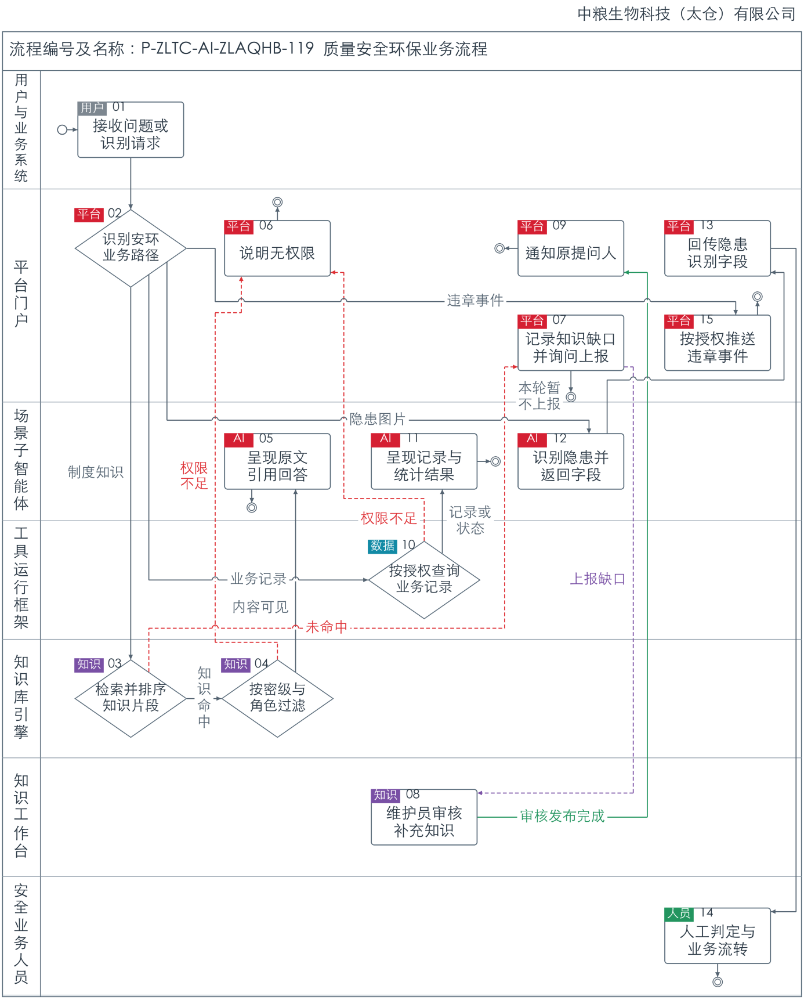 中粮生物科技（太仓）有限公司
流程编号及名称：P-ZLTC-AI-ZLAQHB-119 质量安全环保业务流程
用户与业务系统
用户 01
接收问题或
识别请求
平台门户
平台 02
识别安环
业务路径
平台 06
说明无权限
平台 09
通知原提问人
平台 13
回传隐患
识别字段
违章事件
平台 07
记录知识缺口
并询问上报
平台 15
按授权推送
违章事件
本轮暂
不上报
场景子智能体
隐患图片
制度知识
权限
不足
AI 05
呈现原文
引用回答
AI 11
呈现记录与
统计结果
AI 12
识别隐患并
返回字段
权限不足
记录或
状态
工具运行框架
数据 10
按授权查询
业务记录
业务记录
上报缺口
内容可见
未命中
知识库引擎
知识 03
检索并排序
知识片段
知
识
命
中
知识 04
按密级与
角色过滤
知识工作台
知识 08
维护员审核
补充知识
审核发布完成
安全业务人员
人员 14
人工判定与
业务流转